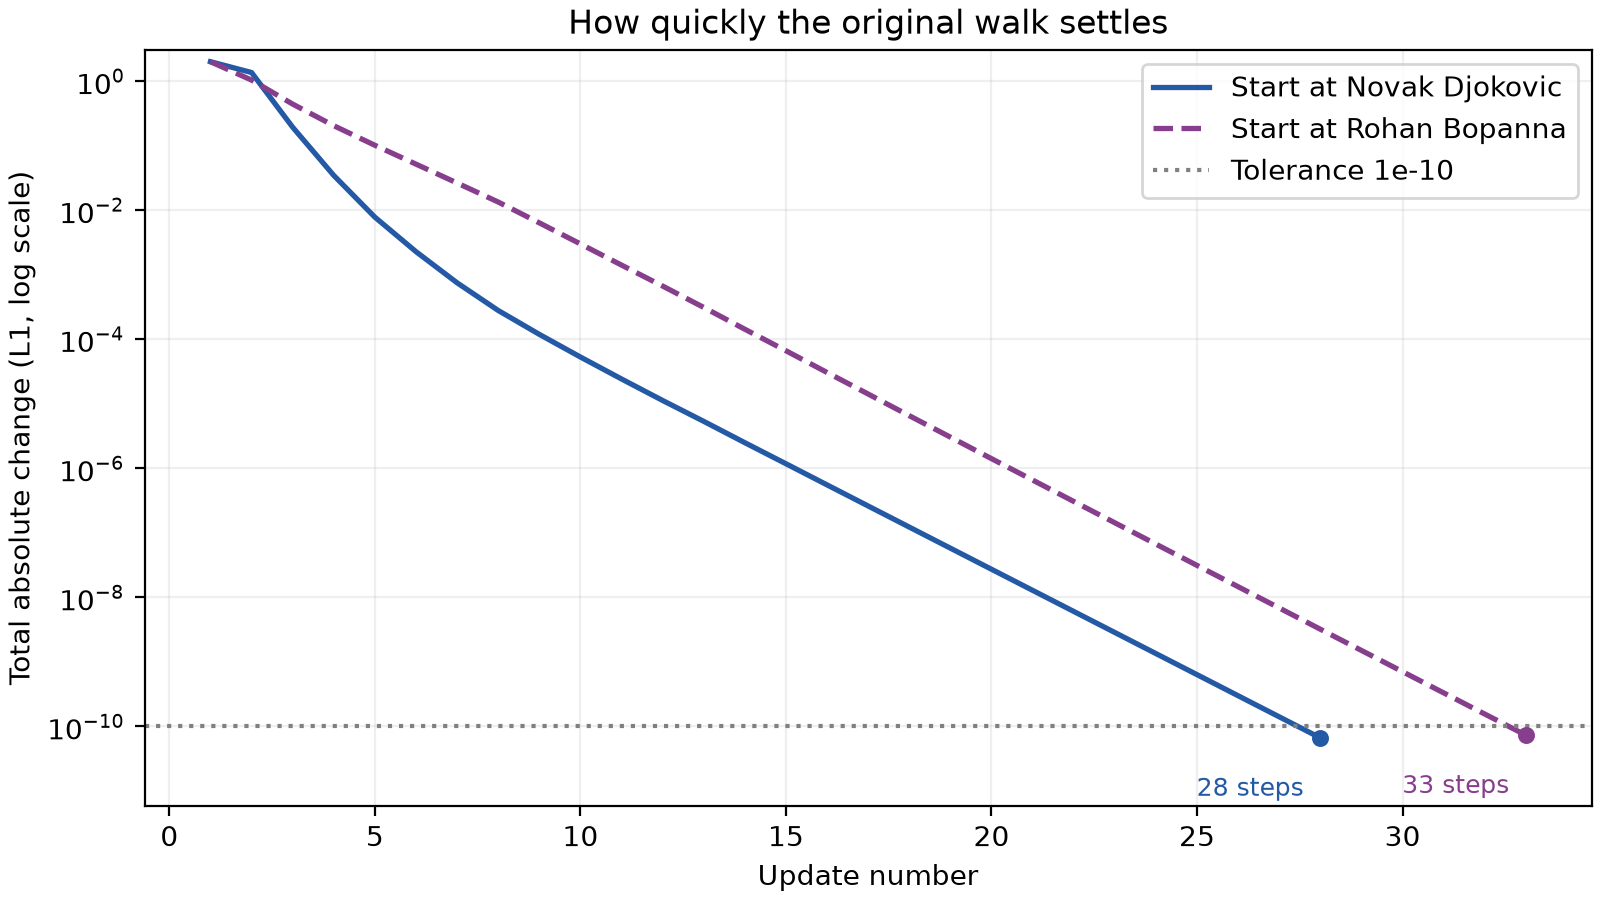 How quickly the original walk settles
Total absolute change (L1, log scale)
10⁰
10⁻²
10⁻⁴
10⁻⁶
10⁻⁸
10⁻¹⁰
Start at Novak Djokovic
Start at Rohan Bopanna
Tolerance 1e-10
28 steps
33 steps
0 5 10 15 20 25 30
Update number